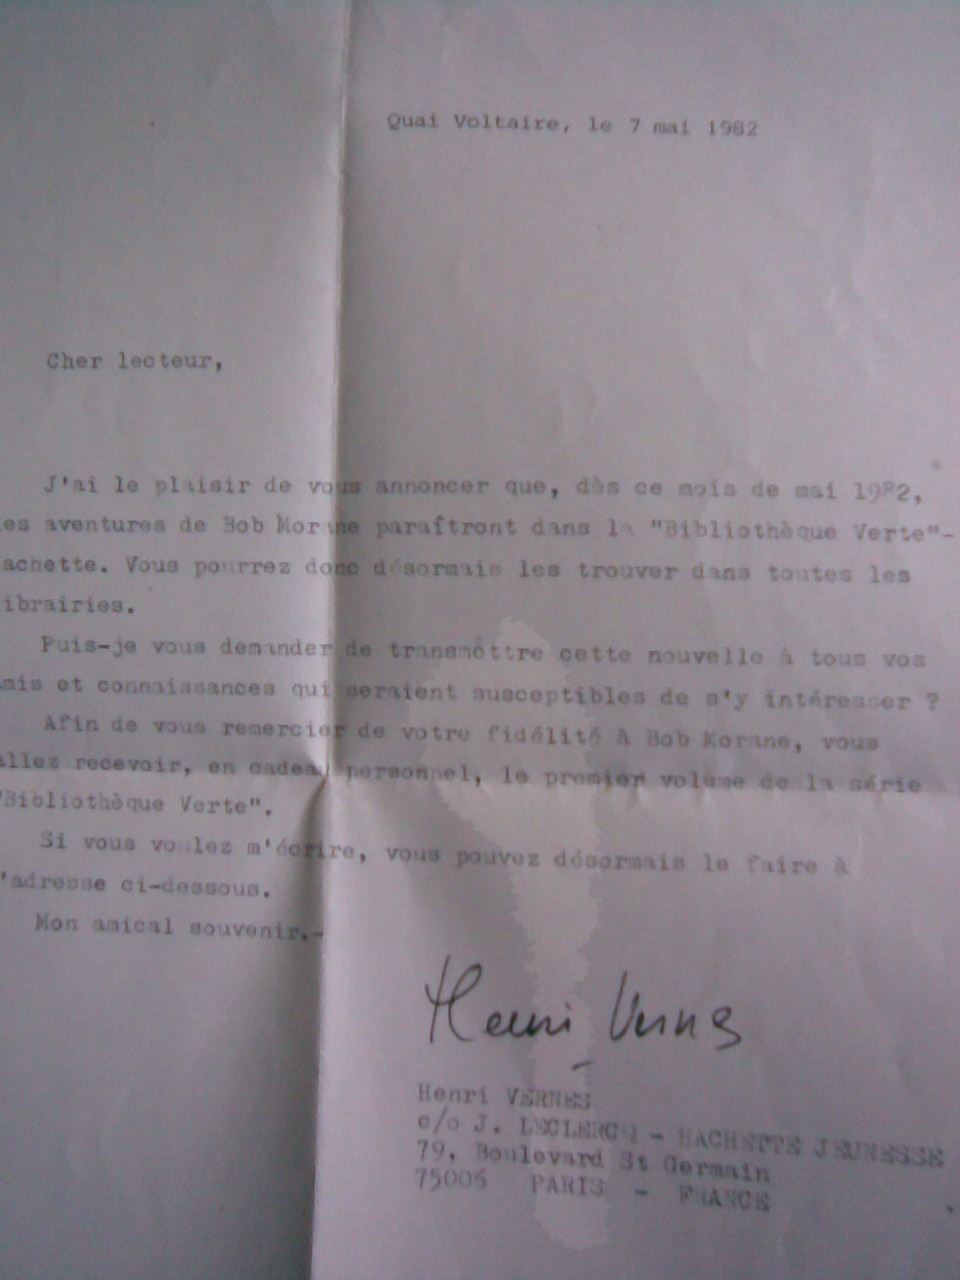 Quai Voltaire, le 7 mai 1982
Cher lecteur,
J'ai le plaisir de vous annoncer que, dès ce mois de mai 1982,
es aventures de Bob Morane paraîtront dans la "Bibliothèque Verte"-
achette. Vous pourrez donc désormais les trouver dans toutes les
ibrairies.
Puis-je vous demander de transmettre cette nouvelle à tous vos
mis et connaissances qui seraient susceptibles de s'y intéresser ?
Afin de vous remercier de votre fidélité à Bob Morane, vous
allez recevoir, en cadeau personnel, le premier volume de la série
"Bibliothèque Verte".
Si vous voulez m'écrire, vous pouvez désormais le faire à
'adresse ci-dessous.
Mon amical souvenir.-
Henri Vernes
Henri VERNES
c/o J. LECLERCQ - HACHETTE JEUNESSE
79, Boulevard St Germain
75006 PARIS - FRANCE